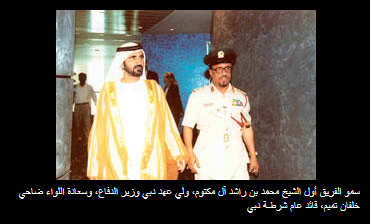 سمو الفريق أول الشيخ محمد بن راشد آل مكتوم، ولي عهد دبي وزير الدفاع، وسعادة اللواء ضاحي
خلفان تميم، قائد عام شرطة دبي